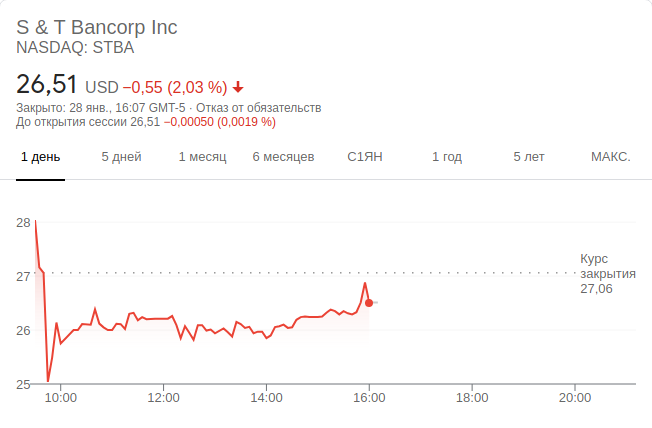 S & T Bancorp Inc
NASDAQ: STBA
26,51 USD −0,55 (2,03 %)
Закрыто: 28 янв., 16:07 GMT-5 · Отказ от обязательств
До открытия сессии 26,51 −0,00050 (0,0019 %)
1 день 5 дней 1 месяц 6 месяцев С1ЯН 1 год 5 лет МАКС.
28
Курс
27 закрытия
27,06
26
25
10:00 12:00 14:00 16:00 18:00 20:00